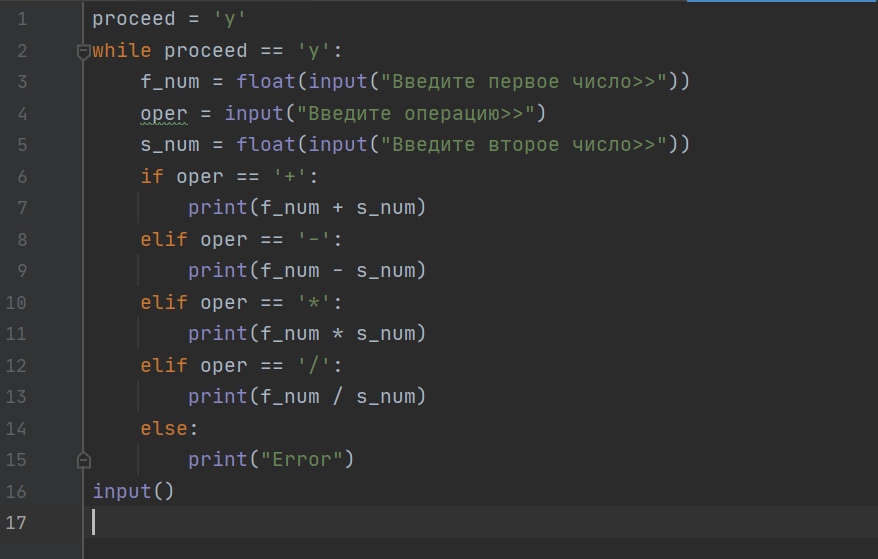 1 proceed = 'y'
2 while proceed == 'y':
3     f_num = float(input("Введите первое число>>"))
4     oper = input("Введите операцию>>")
5     s_num = float(input("Введите второе число>>"))
6     if oper == '+':
7         print(f_num + s_num)
8     elif oper == '-':
9         print(f_num - s_num)
10     elif oper == '*':
11         print(f_num * s_num)
12     elif oper == '/':
13         print(f_num / s_num)
14     else:
15         print("Error")
16 input()
17